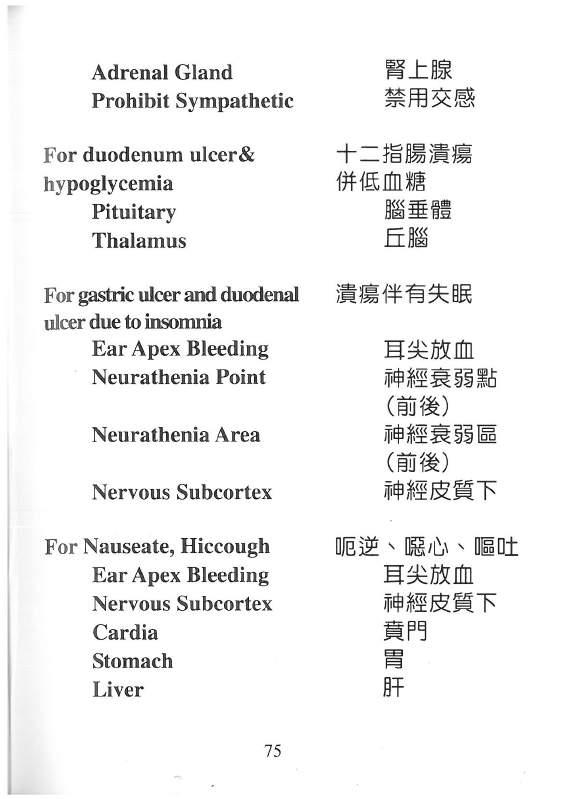 Adrenal Gland 腎上腺
Prohibit Sympathetic 禁用交感
For duodenum ulcer& 十二指腸潰瘍
hypoglycemia 併低血糖
Pituitary 腦垂體
Thalamus 丘腦
For gastric ulcer and duodenal 潰瘍伴有失眠
ulcer due to insomnia
Ear Apex Bleeding 耳尖放血
Neurathenia Point 神經衰弱點
(前後)
Neurathenia Area 神經衰弱區
(前後)
Nervous Subcortex 神經皮質下
For Nauseate, Hiccough 呃逆、噁心、嘔吐
Ear Apex Bleeding 耳尖放血
Nervous Subcortex 神經皮質下
Cardia 賁門
Stomach 胃
Liver 肝
75